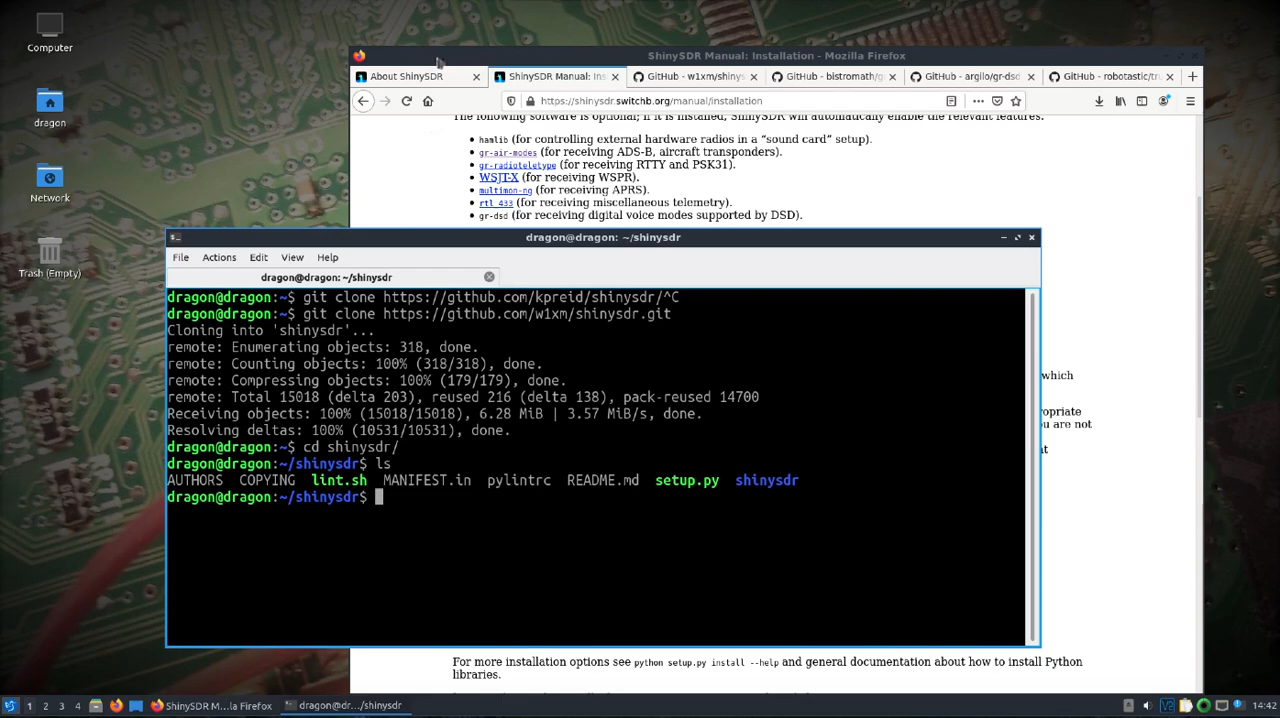 Computer
dragon
Network
Trash (Empty)
ShinySDR Manual: Installation - Mozilla Firefox
About ShinySDR
ShinySDR Manual: Ins
GitHub - w1xm/shinys
GitHub - bistromath/g
GitHub - argilo/gr-dsd
GitHub - robotastic/tr
https://shinysdr.switchb.org/manual/installation
The following software is optional; if it is installed, ShinySDR will automatically enable the relevant features.
• hamlib (for controlling external hardware radios in a “sound card” setup).
• gr-air-modes (for receiving ADS-B, aircraft transponders).
• gr-radioteletype (for receiving RTTY and PSK31).
• WSJT-X (for receiving WSPR).
• multimon-ng (for receiving APRS).
• rtl_433 (for receiving miscellaneous telemetry).
• gr-dsd (for receiving digital voice modes supported by DSD).
dragon@dragon: ~/shinysdr
File Actions Edit View Help
dragon@dragon: ~/shinysdr
dragon@dragon:~$ git clone https://github.com/kpreid/shinysdr/^C
dragon@dragon:~$ git clone https://github.com/w1xm/shinysdr.git
Cloning into 'shinysdr'...
remote: Enumerating objects: 318, done.
remote: Counting objects: 100% (318/318), done.
remote: Compressing objects: 100% (179/179), done.
remote: Total 15018 (delta 203), reused 216 (delta 138), pack-reused 14700
Receiving objects: 100% (15018/15018), 6.28 MiB | 3.57 MiB/s, done.
Resolving deltas: 100% (10531/10531), done.
dragon@dragon:~$ cd shinysdr/
dragon@dragon:~/shinysdr$ ls
AUTHORS COPYING lint.sh MANIFEST.in pylintrc README.md setup.py shinysdr
dragon@dragon:~/shinysdr$
which
opriate
u are not
t
For more installation options see python setup.py install --help and general documentation about how to install Python
libraries.
1 2 3 4
ShinySDR M...la Firefox
dragon@d.../shinysdr
14:42